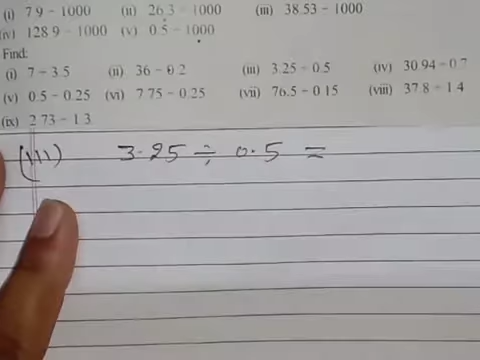 (i) 7.9 ÷ 1000 (ii) 26.3 ÷ 1000 (iii) 38.53 ÷ 1000
(iv) 128.9 ÷ 1000 (v) 0.5 ÷ 1000
Find:
(i) 7 ÷ 3.5 (ii) 36 ÷ 0.2 (iii) 3.25 ÷ 0.5 (iv) 30.94 ÷ 0.7
(v) 0.5 ÷ 0.25 (vi) 7.75 ÷ 0.25 (vii) 76.5 ÷ 0.15 (viii) 37.8 ÷ 1.4
(ix) 2.73 ÷ 1.3
(iii) 3.25 ÷ 0.5 =